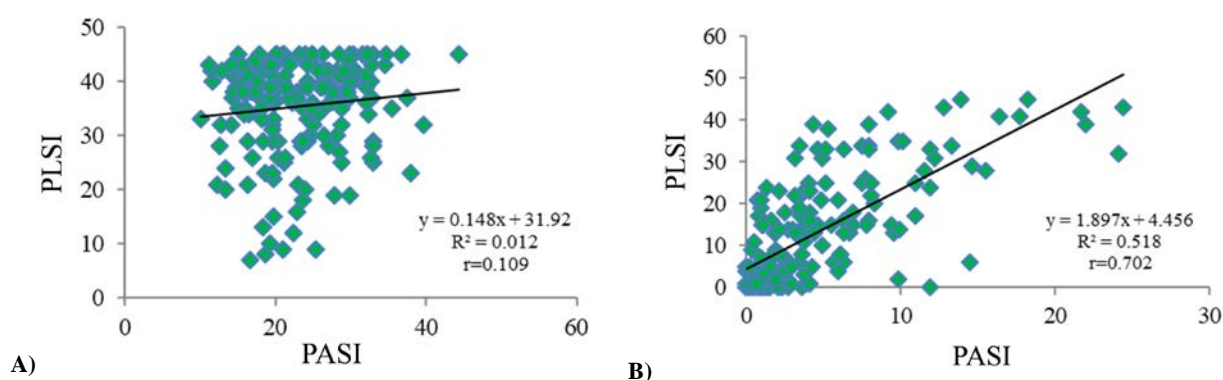 50
40
30
20
10
0
PLSI
0
20
40
60
PASI
y = 0.148x + 31.92
R² = 0.012
r=0.109
A)
60
50
40
30
20
10
0
PLSI
0
10
20
30
PASI
y = 1.897x + 4.456
R² = 0.518
r=0.702
B)